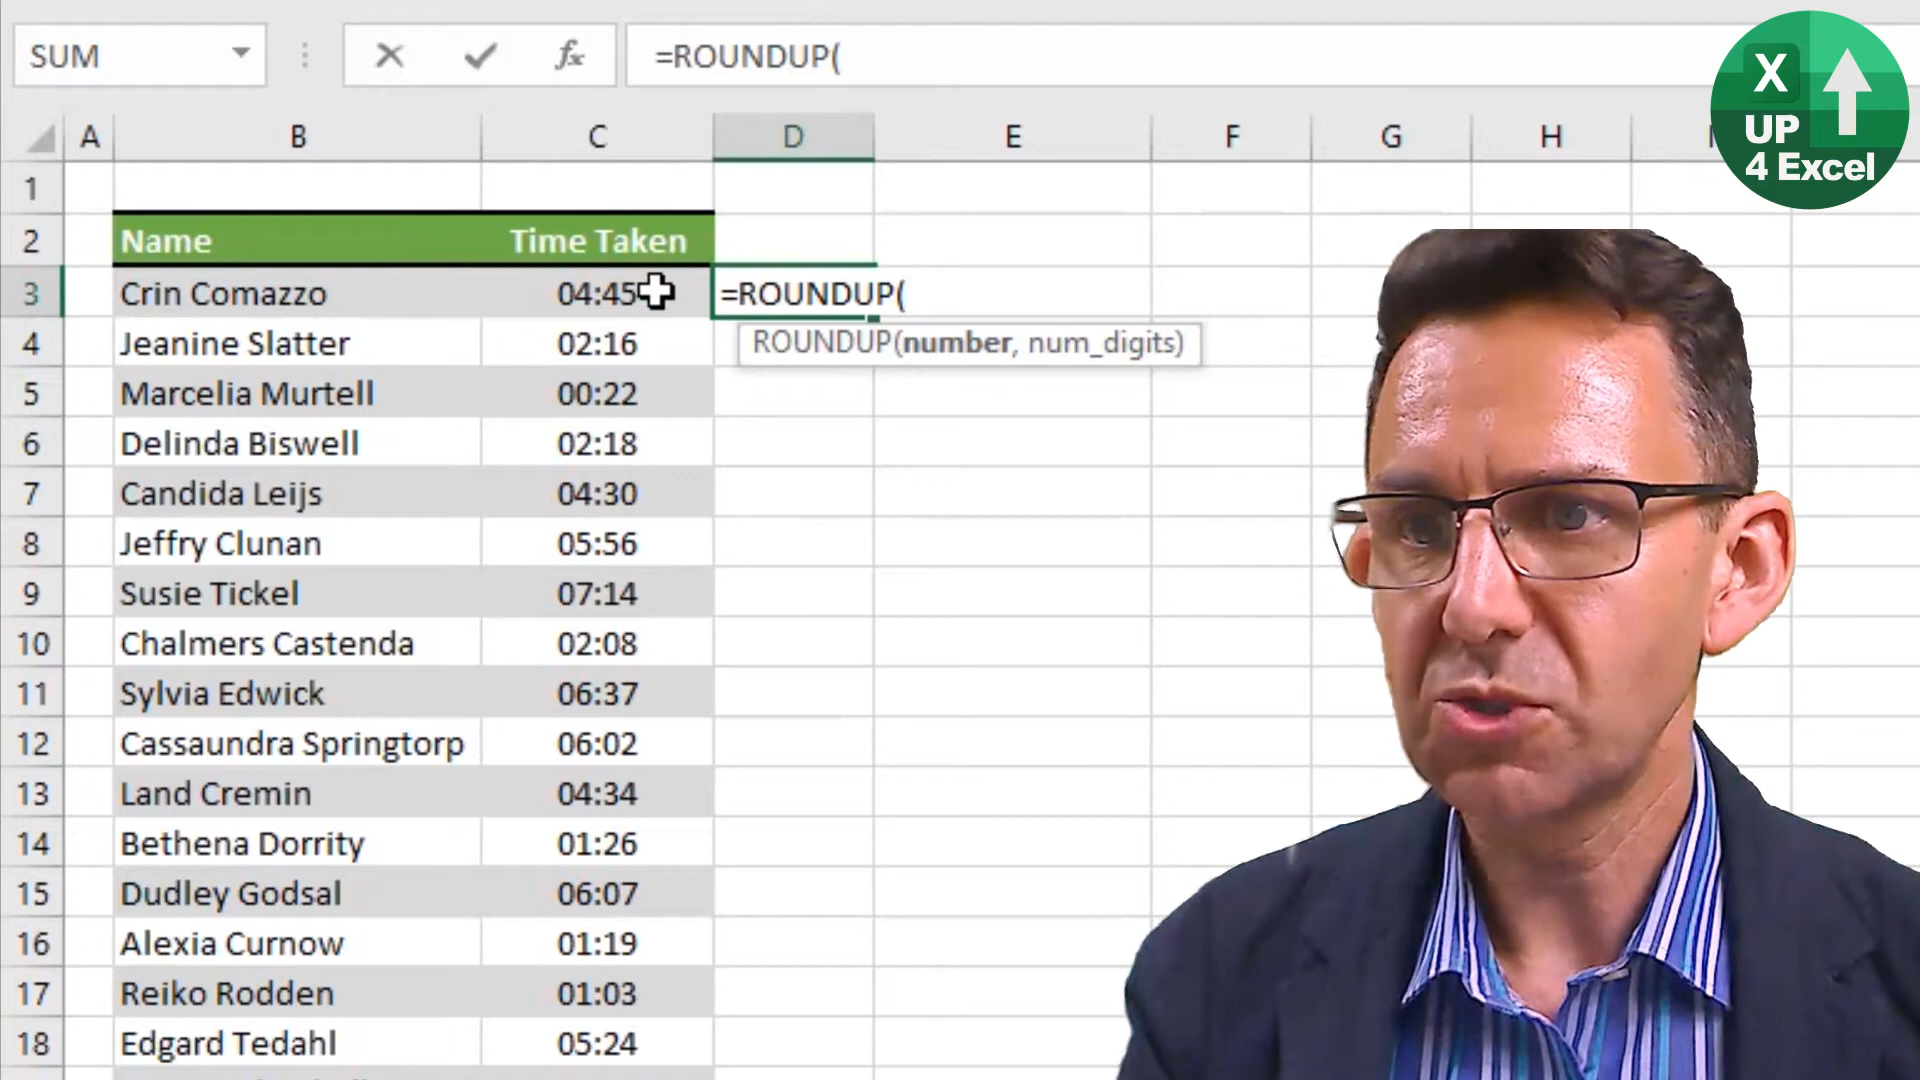 SUM fx =ROUNDUP(
X
UP
4 Excel
A B C D E F G H
1
2 Name Time Taken
3 Crin Comazzo 04:45 =ROUNDUP(
ROUNDUP(number, num_digits)
4 Jeanine Slatter 02:16
5 Marcelia Murtell 00:22
6 Delinda Biswell 02:18
7 Candida Leijs 04:30
8 Jeffry Clunan 05:56
9 Susie Tickel 07:14
10 Chalmers Castenda 02:08
11 Sylvia Edwick 06:37
12 Cassaundra Springtorp 06:02
13 Land Cremin 04:34
14 Bethena Dorrity 01:26
15 Dudley Godsal 06:07
16 Alexia Curnow 01:19
17 Reiko Rodden 01:03
18 Edgard Tedahl 05:24